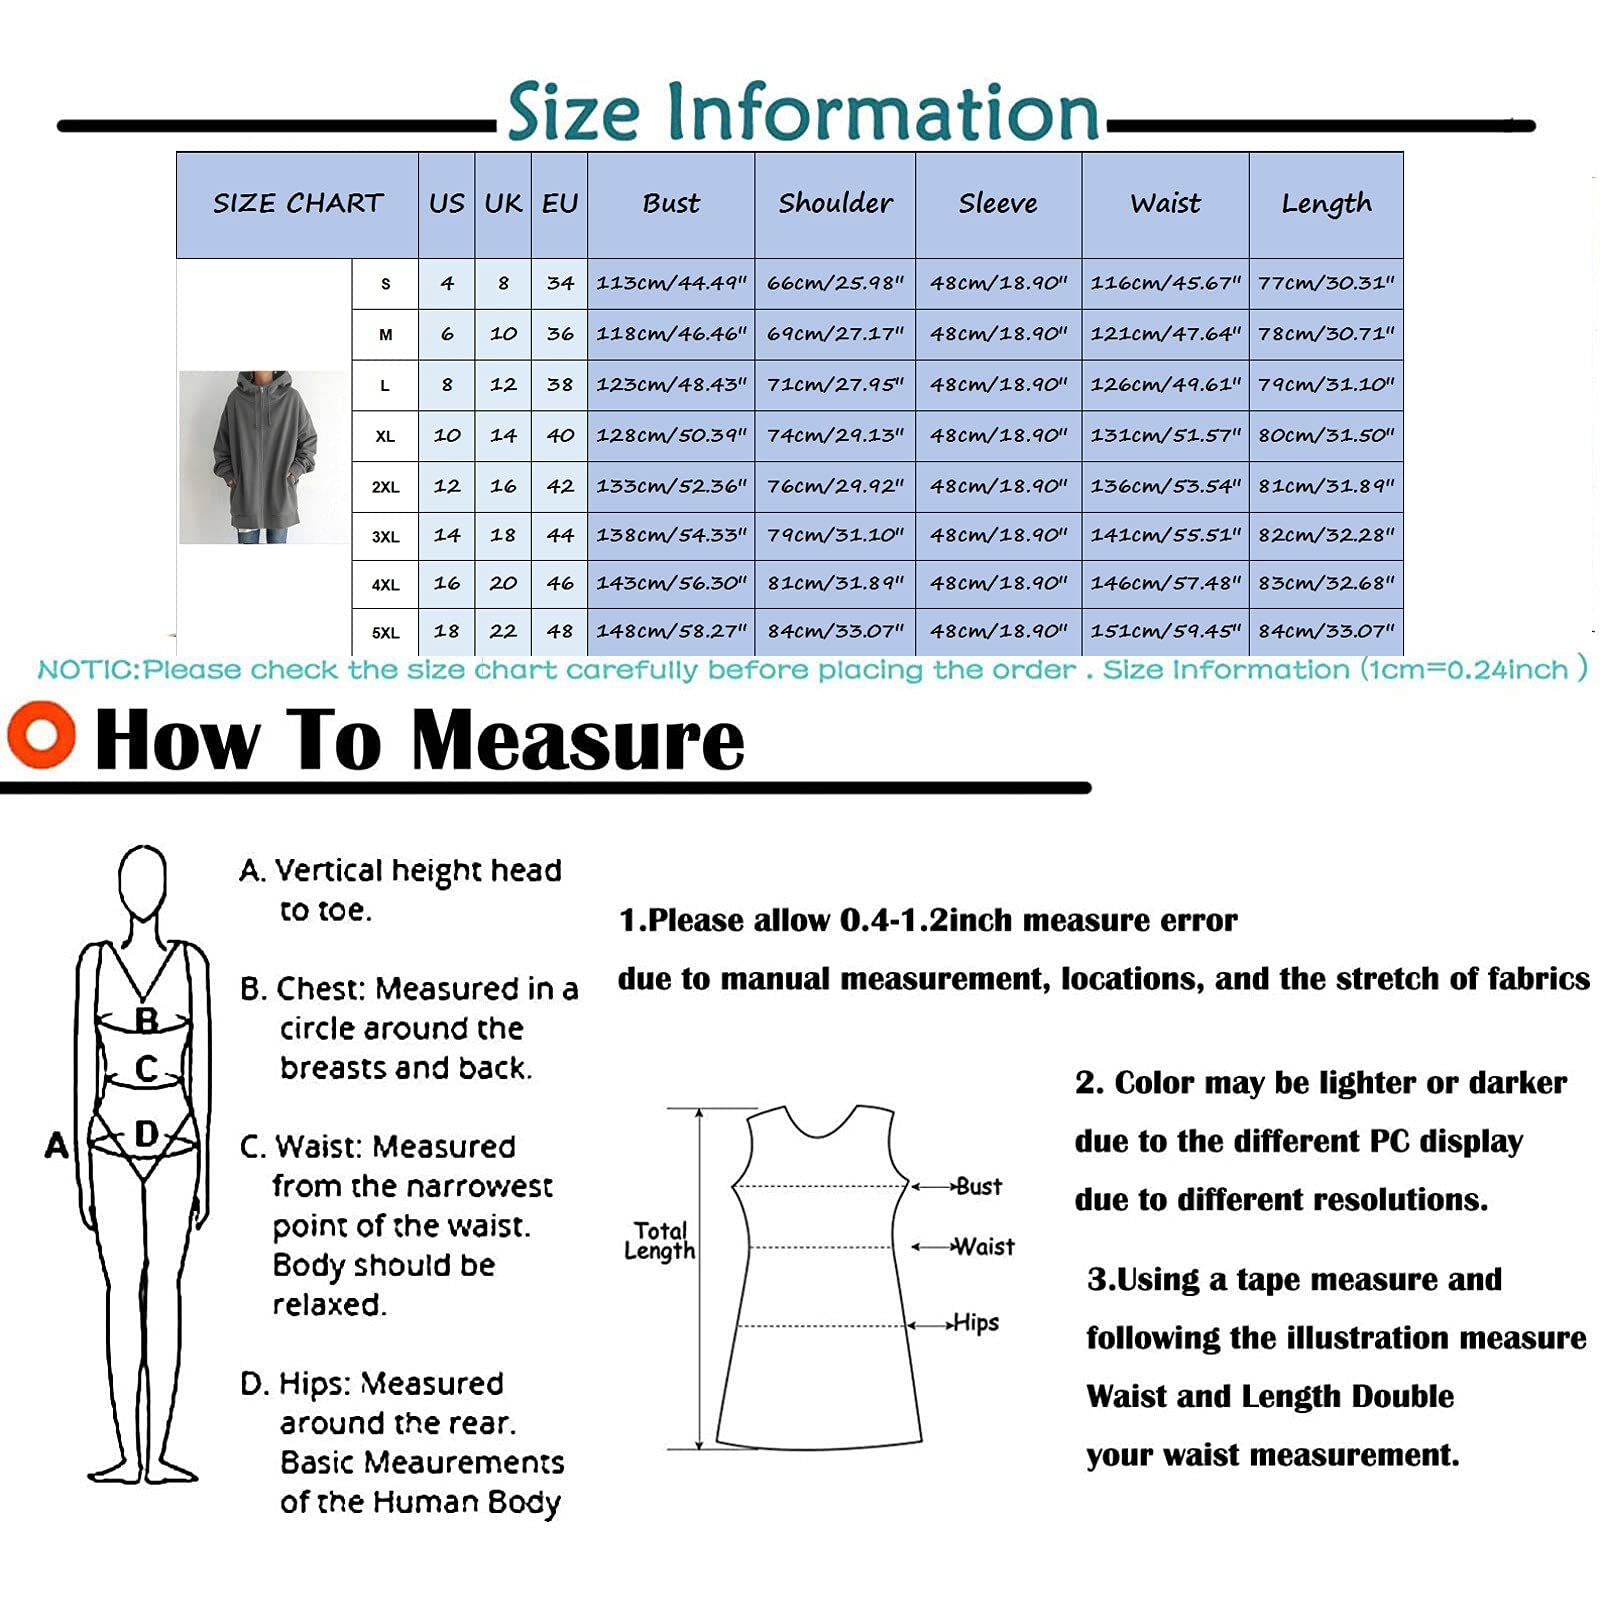 Size Information
SIZE CHART US UK EU Bust Shoulder Sleeve Waist Length
S 4 8 34 113cm/44.49" 66cm/25.98" 48cm/18.90" 116cm/45.67" 77cm/30.31"
M 6 10 36 118cm/46.46" 69cm/27.17" 48cm/18.90" 121cm/47.64" 78cm/30.71"
L 8 12 38 123cm/48.43" 71cm/27.95" 48cm/18.90" 126cm/49.61" 79cm/31.10"
XL 10 14 40 128cm/50.39" 74cm/29.13" 48cm/18.90" 131cm/51.57" 80cm/31.50"
2XL 12 16 42 133cm/52.36" 76cm/29.92" 48cm/18.90" 136cm/53.54" 81cm/31.89"
3XL 14 18 44 138cm/54.33" 79cm/31.10" 48cm/18.90" 141cm/55.51" 82cm/32.28"
4XL 16 20 46 143cm/56.30" 81cm/31.89" 48cm/18.90" 146cm/57.48" 83cm/32.68"
5XL 18 22 48 148cm/58.27" 84cm/33.07" 48cm/18.90" 151cm/59.45" 84cm/33.07"
NOTIC:Please check the size chart carefully before placing the order . Size Information (1cm=0.24inch )
How To Measure
A
B
C
D
A. Vertical height head
to toe.
B. Chest: Measured in a
circle around the
breasts and back.
C. Waist: Measured
from the narrowest
point of the waist.
Body should be
relaxed.
D. Hips: Measured
around the rear.
Basic Meaurements
of the Human Body
1.Please allow 0.4-1.2inch measure error
due to manual measurement, locations, and the stretch of fabrics
Total
Length
Bust
Waist
Hips
2. Color may be lighter or darker
due to the different PC display
due to different resolutions.
3.Using a tape measure and
following the illustration measure
Waist and Length Double
your waist measurement.